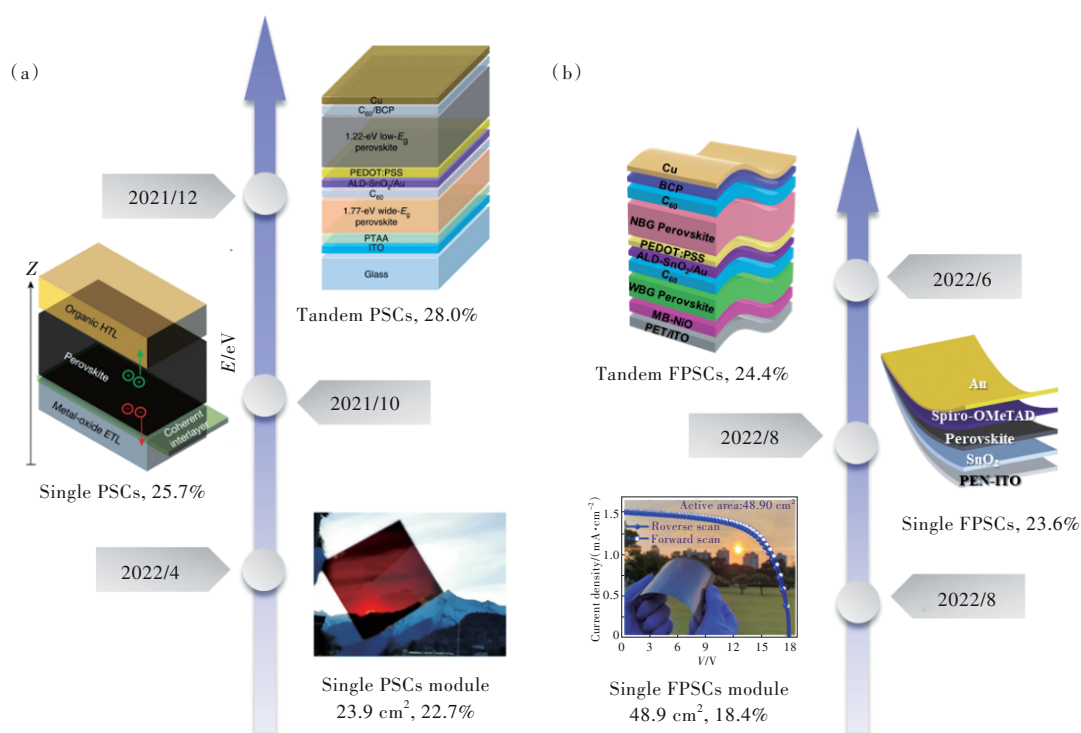 (a)
Cu
C₆₀/BCP
1.22-eV low-E_g
perovskite
PEDOT:PSS
ALD-SnO₂/Au
C₆₀
1.77-eV wide-E_g
perovskite
PTAA
ITO
Glass
Tandem PSCs, 28.0%
2021/12
Z
Organic HTL
Perovskite
Metal-oxide ETL
Coherent
interlayer
E/eV
Single PSCs, 25.7%
2021/10
2022/4
Single PSCs module
23.9 cm², 22.7%
(b)
Cu
BCP
C₆₀
NBG Perovskite
PEDOT:PSS
ALD-SnO₂/Au
C₆₀
WBG Perovskite
MB-NiO
PET/ITO
Tandem FPSCs, 24.4%
2022/6
Au
Spiro-OMeTAD
Perovskite
SnO₂
PEN-ITO
Single FPSCs, 23.6%
2022/8
Active area:48.90 cm²
Roverse scan
Forward scan
Current density/(mA·cm⁻²)
1.5
1.0
0.5
0
0 3 6 9 12 15 18
V/V
Single FPSCs module
48.9 cm², 18.4%
2022/8